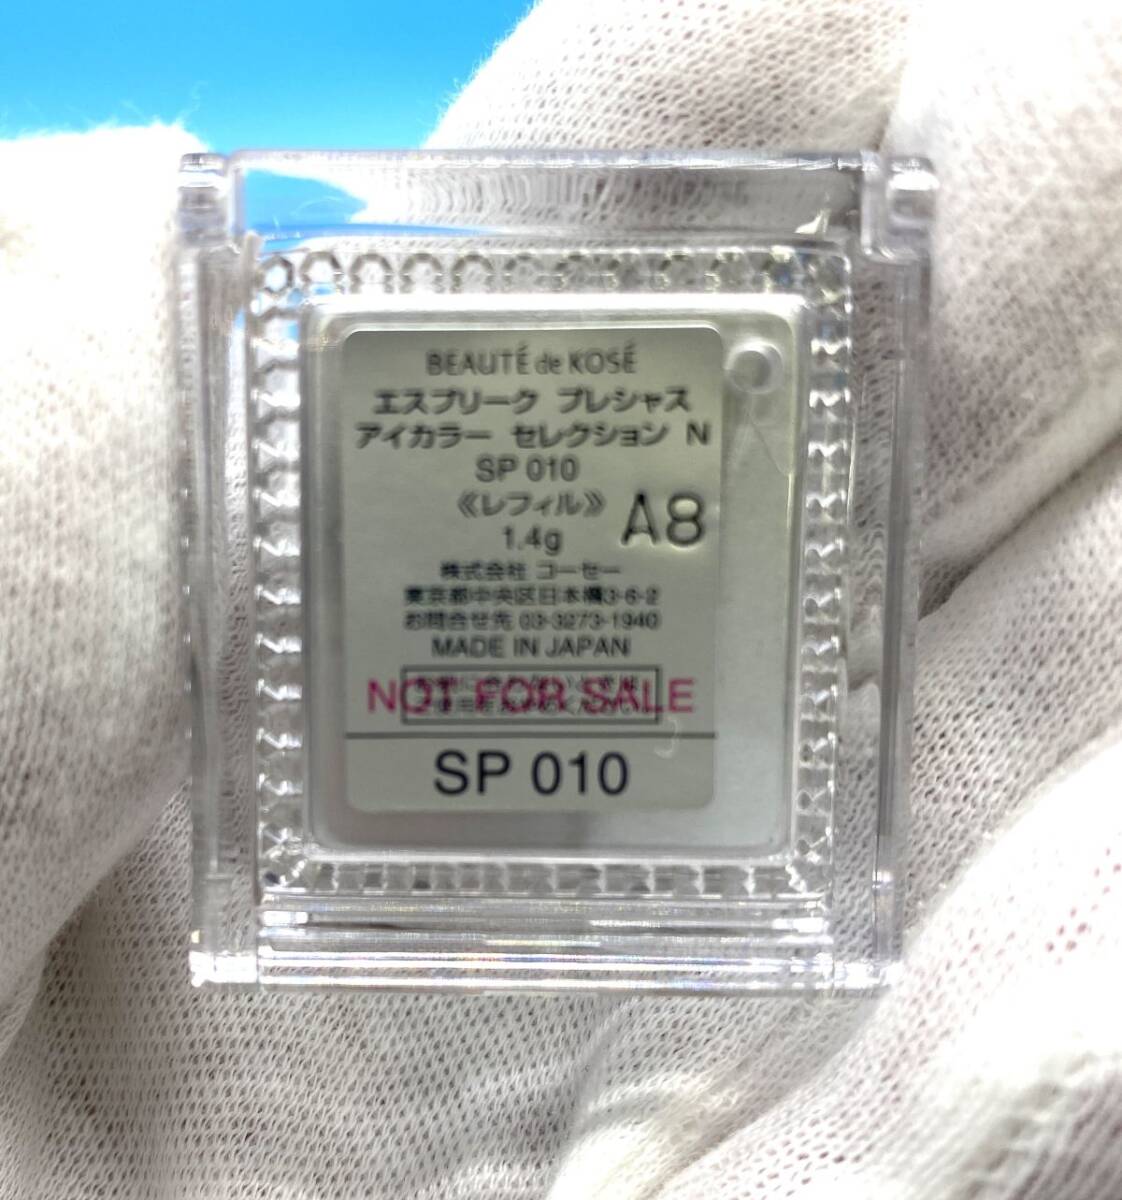 BEAUTÉ de KOSÉ
エスプリーク プレシャス
アイカラー セレクション N
SP 010
《レフィル》
A8
1.4g
株式会社 コーセー
東京都中央区日本橋3-6-2
お問合せ先 03-3273-1940
MADE IN JAPAN
NOT FOR SALE
SP 010